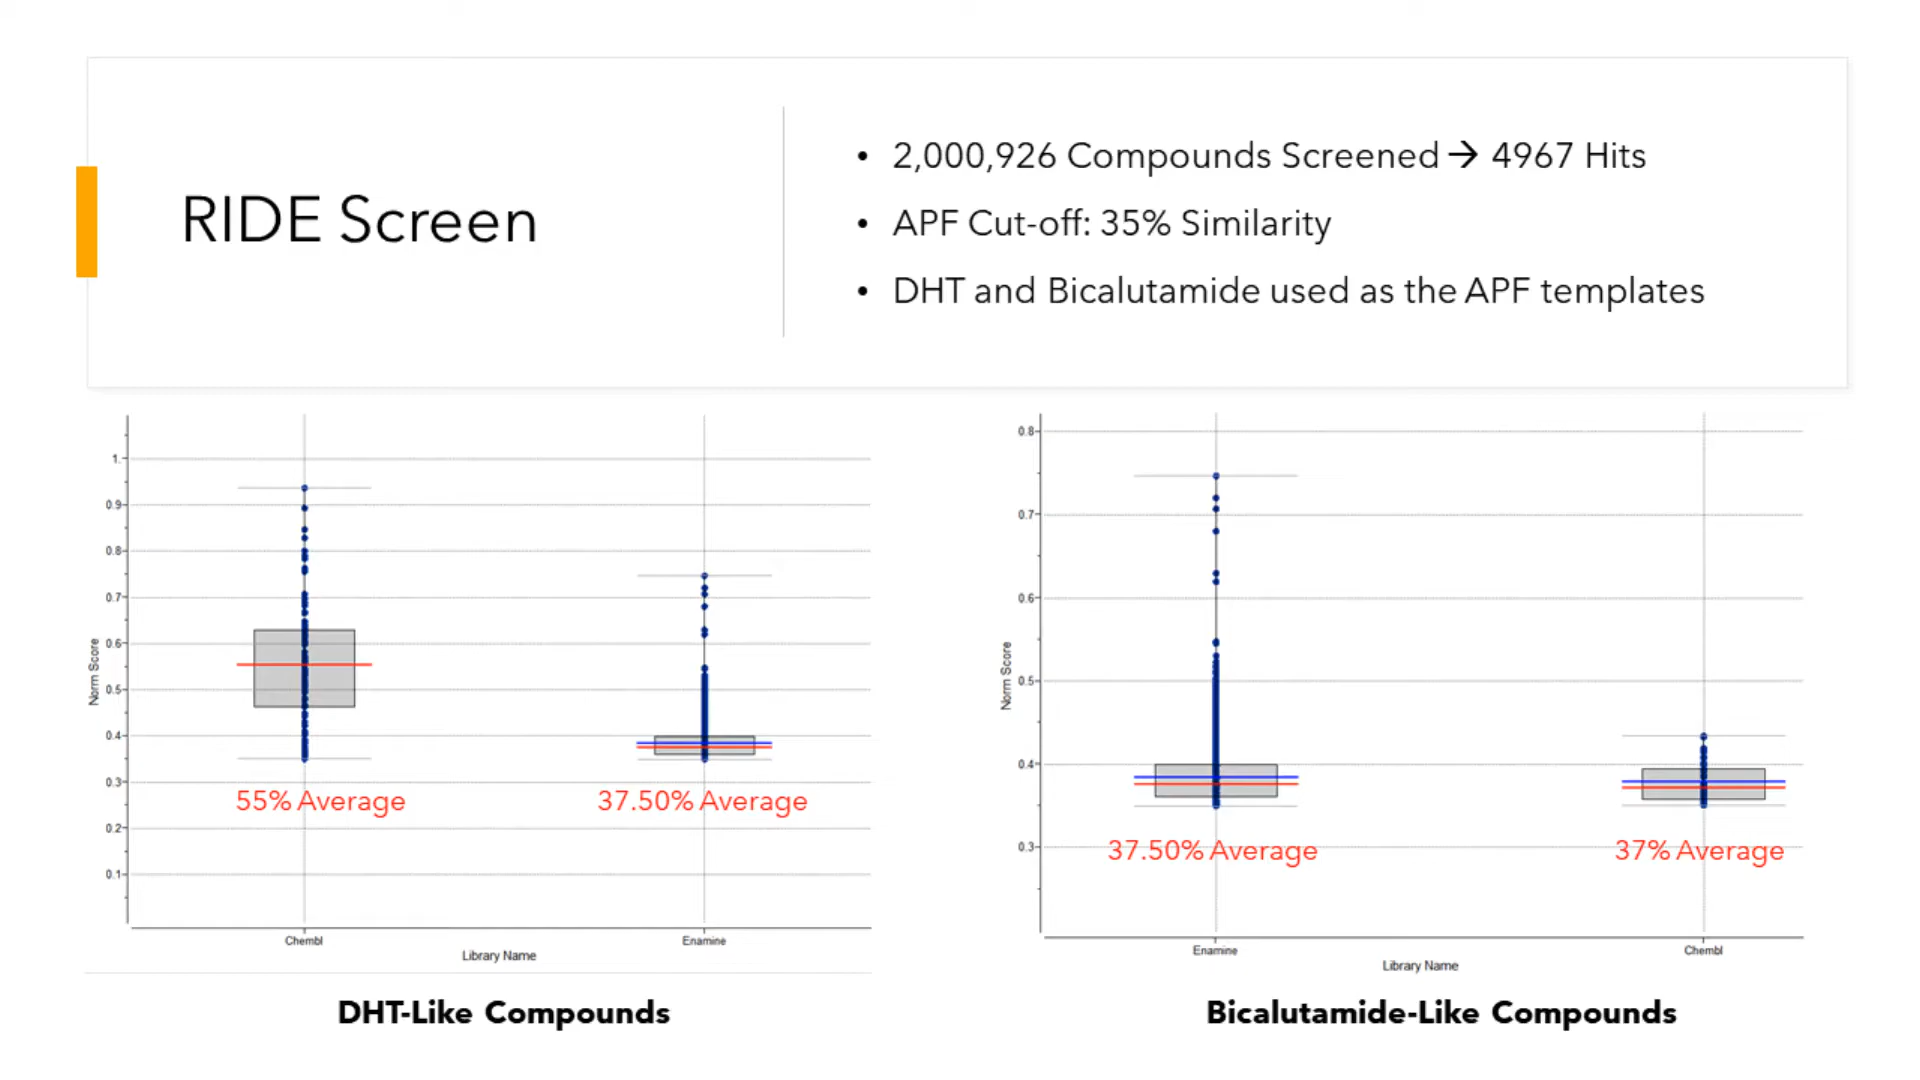 RIDE Screen
• 2,000,926 Compounds Screened → 4967 Hits
• APF Cut-off: 35% Similarity
• DHT and Bicalutamide used as the APF templates
1.
0.9
0.8
0.7
0.6
0.5
0.4
0.3
0.2
0.1
Norm Score
55% Average
37.50% Average
Chembl
Enamine
Library Name
DHT-Like Compounds
0.8
0.7
0.6
0.5
0.4
0.3
Norm Score
37.50% Average
37% Average
Enamine
Chembl
Library Name
Bicalutamide-Like Compounds